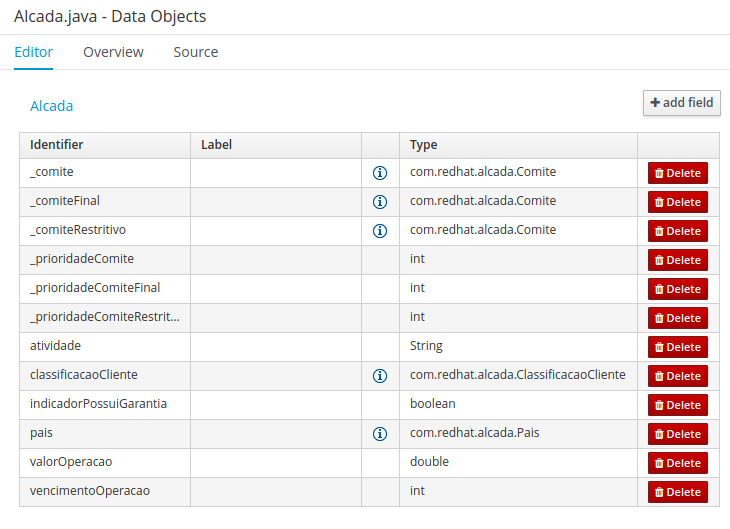 Alcada.java - Data Objects
Editor Overview Source
Alcada + add field
Identifier Label Type
_comite com.redhat.alcada.Comite Delete
_comiteFinal com.redhat.alcada.Comite Delete
_comiteRestritivo com.redhat.alcada.Comite Delete
_prioridadeComite int Delete
_prioridadeComiteFinal int Delete
_prioridadeComiteRestrit... int Delete
atividade String Delete
classificacaoCliente com.redhat.alcada.ClassificacaoCliente Delete
indicadorPossuiGarantia boolean Delete
pais com.redhat.alcada.Pais Delete
valorOperacao double Delete
vencimentoOperacao int Delete